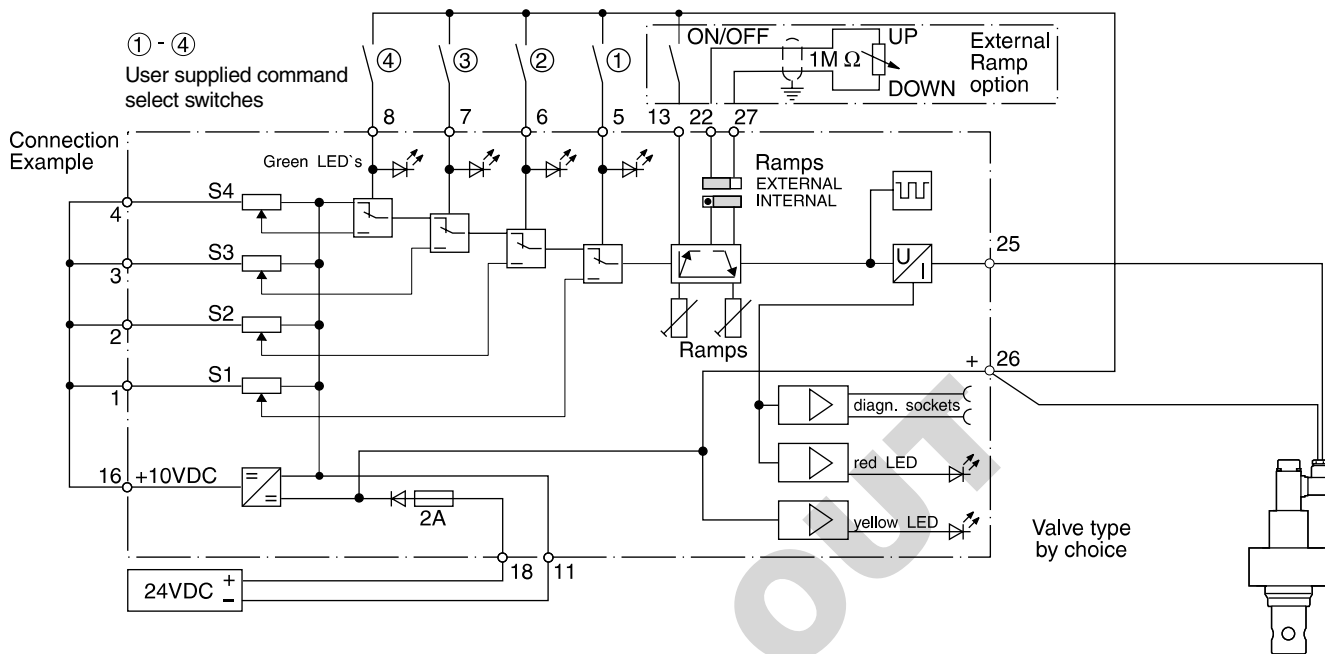 ① - ④
User supplied command
select switches
④ ③ ② ①
ON/OFF
1M Ω
UP
DOWN
External
Ramp
option
8 7 6 5 13 22 27
Connection
Example
Green LED`s
Ramps
EXTERNAL
INTERNAL
S4
4
S3
3
S2
2
S1
1
U
I
25
Ramps
+ 26
diagn. sockets
red LED
yellow LED
16 +10VDC
= =
2A
18 11
24VDC + –
Valve type
by choice
OUT